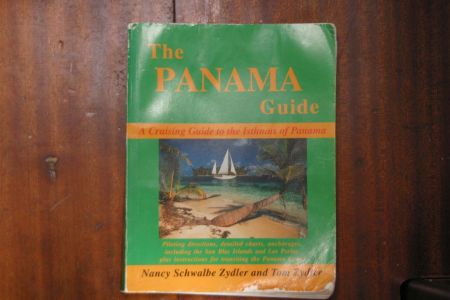 The
PANAMA
Guide
A Cruising Guide to the Isthmus of Panama
Piloting directions, detailed charts, anchorages,
including the San Blas Islands and Las Perlas
plus instructions for transiting the Panama
Nancy Schwalbe Zydler and Tom Zydler